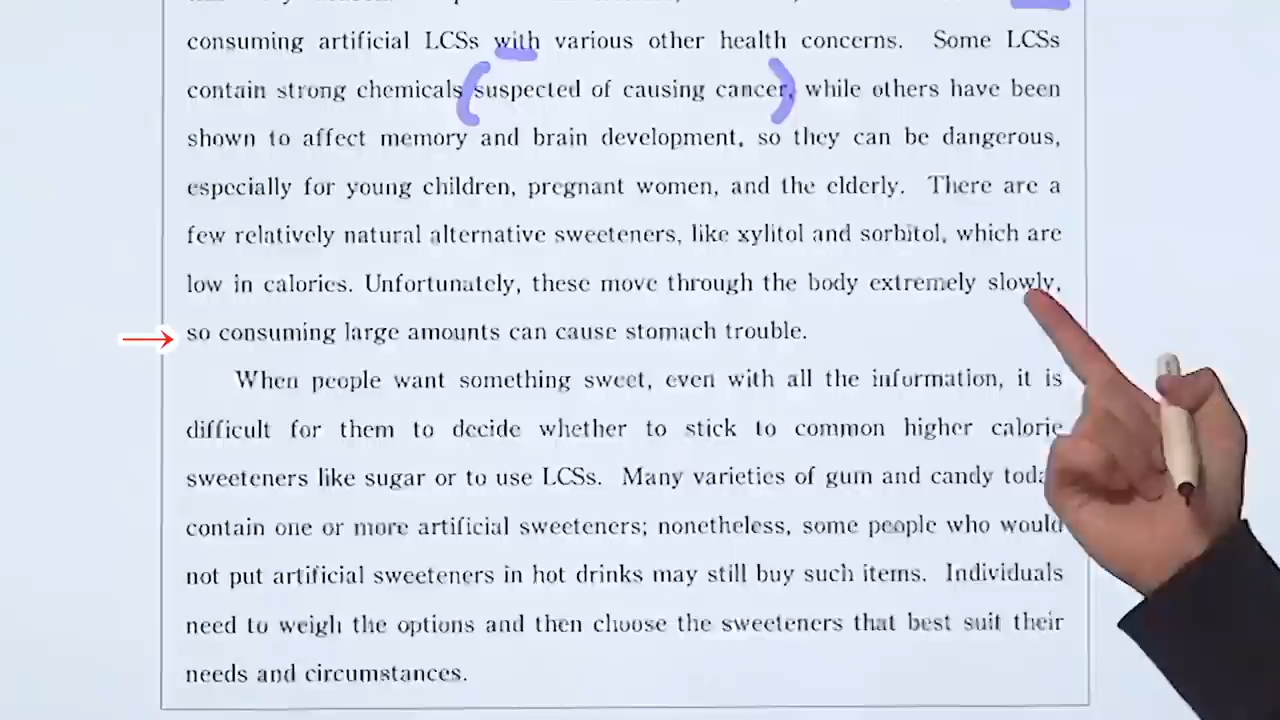 consuming artificial LCSs with various other health concerns. Some LCSs
contain strong chemicals suspected of causing cancer, while others have been
shown to affect memory and brain development, so they can be dangerous,
especially for young children, pregnant women, and the elderly. There are a
few relatively natural alternative sweeteners, like xylitol and sorbitol, which are
low in calories. Unfortunately, these move through the body extremely slowly,
so consuming large amounts can cause stomach trouble.
When people want something sweet, even with all the information, it is
difficult for them to decide whether to stick to common higher calorie
sweeteners like sugar or to use LCSs. Many varieties of gum and candy today
contain one or more artificial sweeteners; nonetheless, some people who would
not put artificial sweeteners in hot drinks may still buy such items. Individuals
need to weigh the options and then choose the sweeteners that best suit their
needs and circumstances.